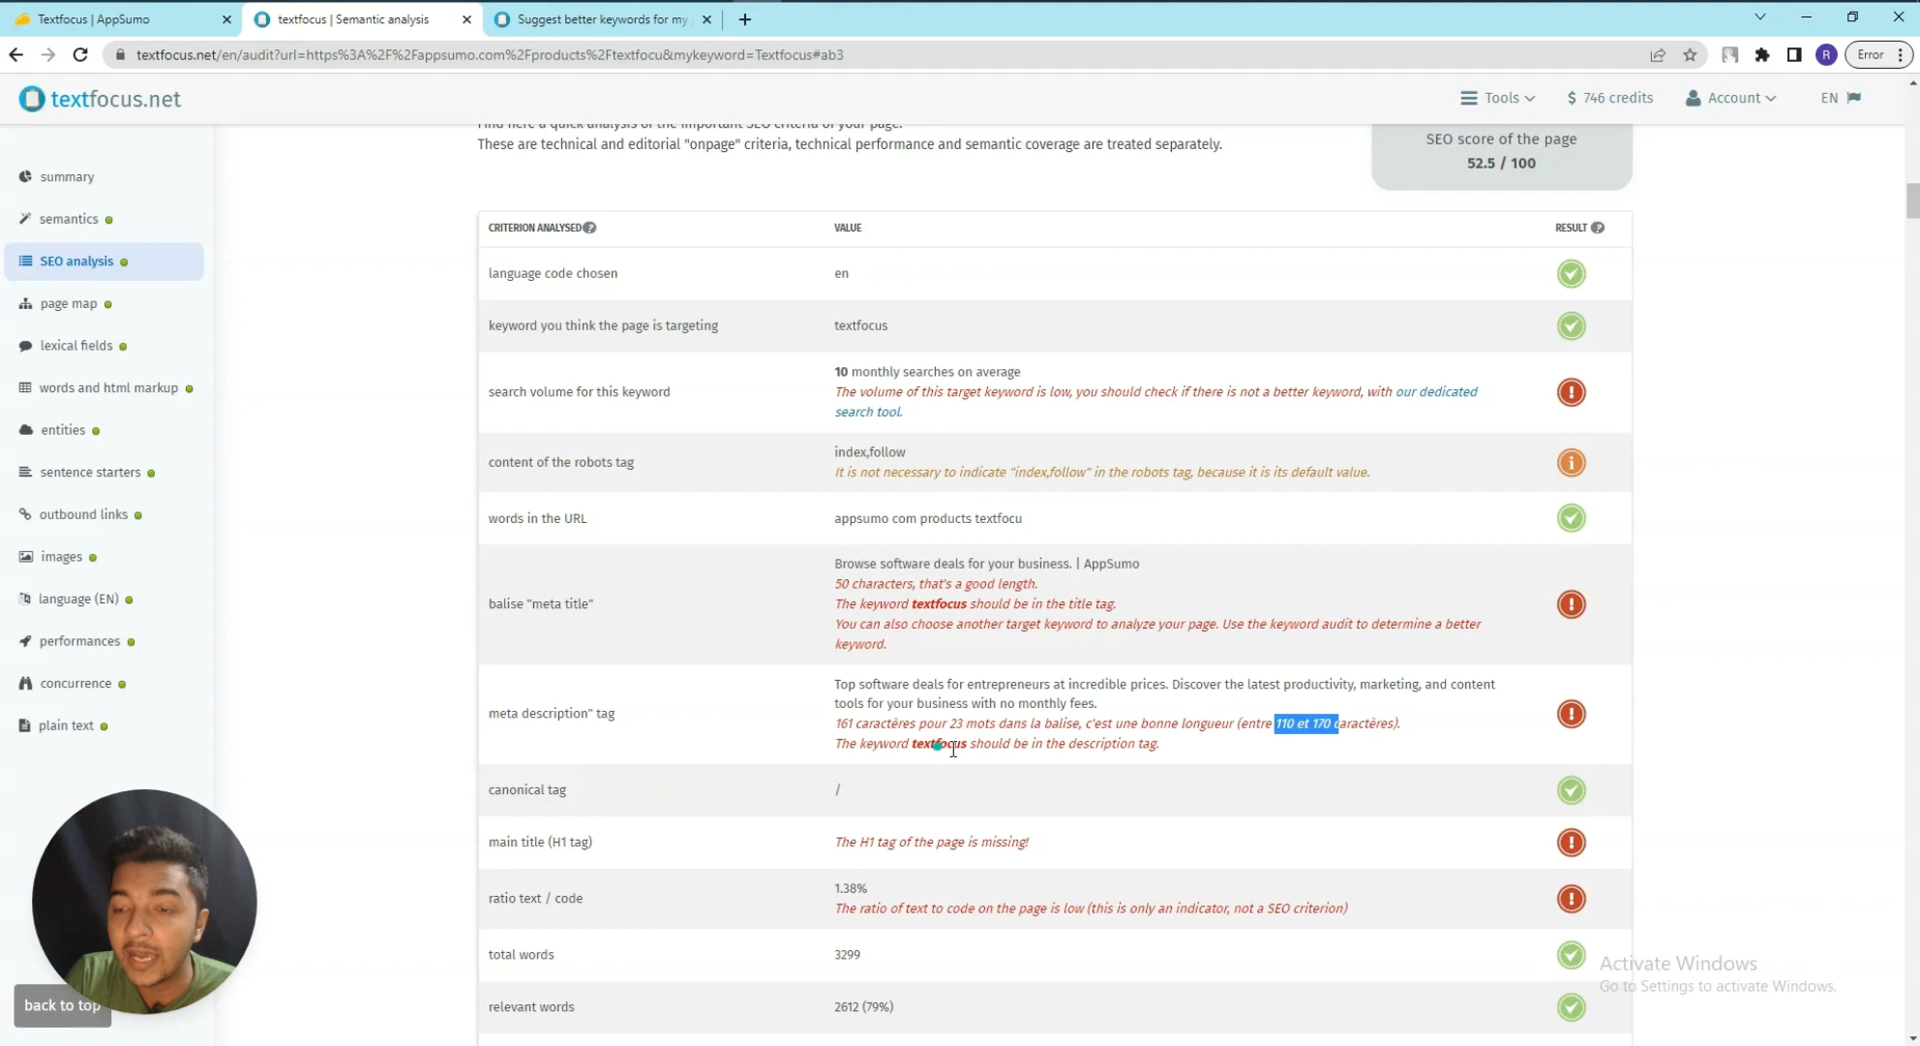 Textfocus | AppSumo
textfocus | Semantic analysis
Suggest better keywords for my
textfocus.net/en/audit?url=https%3A%2F%2Fappsumo.com%2Fproducts%2Ftextfocu&mykeyword=Textfocus#ab3
R
Error
textfocus.net
Tools
$ 746 credits
Account
EN
Find here a quick analysis of the important SEO criteria of your page.
These are technical and editorial "onpage" criteria, technical performance and semantic coverage are treated separately.
SEO score of the page
52.5 / 100
summary
semantics
SEO analysis
page map
lexical fields
words and html markup
entities
sentence starters
outbound links
images
language (EN)
performances
concurrence
plain text
back to top
CRITERION ANALYSED
VALUE
RESULT
language code chosen
en
keyword you think the page is targeting
textfocus
search volume for this keyword
10 monthly searches on average
The volume of this target keyword is low, you should check if there is not a better keyword, with our dedicated
search tool.
content of the robots tag
index,follow
It is not necessary to indicate "index,follow" in the robots tag, because it is its default value.
words in the URL
appsumo com products textfocu
balise "meta title"
Browse software deals for your business. | AppSumo
50 characters, that's a good length.
The keyword textfocus should be in the title tag.
You can also choose another target keyword to analyze your page. Use the keyword audit to determine a better
keyword.
meta description" tag
Top software deals for entrepreneurs at incredible prices. Discover the latest productivity, marketing, and content
tools for your business with no monthly fees.
161 caractères pour 23 mots dans la balise, c'est une bonne longueur (entre 110 et 170 caractères).
The keyword textfocus should be in the description tag.
canonical tag
/
main title (H1 tag)
The H1 tag of the page is missing!
ratio text / code
1.38%
The ratio of text to code on the page is low (this is only an indicator, not a SEO criterion)
total words
3299
relevant words
2612 (79%)
Activate Windows
Go to Settings to activate Windows.